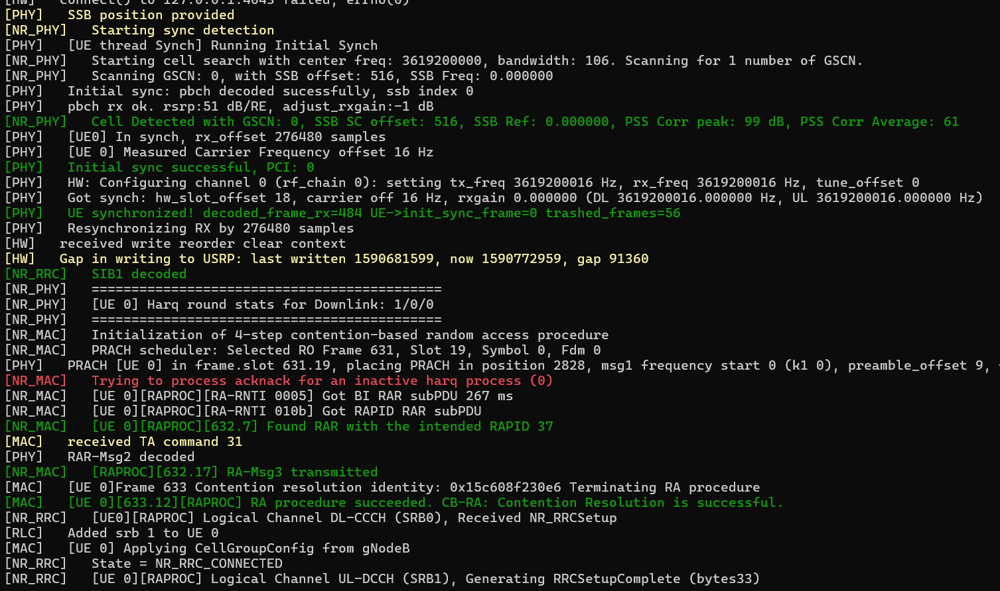 [HW]   connect() to 127.0.0.1:4043 failed, errno(0)
[PHY]   SSB position provided
[NR_PHY]   Starting sync detection
[PHY]   [UE thread Synch] Running Initial Synch
[NR_PHY]   Starting cell search with center freq: 3619200000, bandwidth: 106. Scanning for 1 number of GSCN.
[NR_PHY]   Scanning GSCN: 0, with SSB offset: 516, SSB Freq: 0.000000
[PHY]   Initial sync: pbch decoded sucessfully, ssb index 0
[PHY]   pbch rx ok. rsrp:51 dB/RE, adjust_rxgain:-1 dB
[NR_PHY]   Cell Detected with GSCN: 0, SSB SC offset: 516, SSB Ref: 0.000000, PSS Corr peak: 99 dB, PSS Corr Average: 61
[PHY]   [UE0] In synch, rx_offset 276480 samples
[PHY]   [UE 0] Measured Carrier Frequency offset 16 Hz
[PHY]   Initial sync successful, PCI: 0
[PHY]   HW: Configuring channel 0 (rf_chain 0): setting tx_freq 3619200016 Hz, rx_freq 3619200016 Hz, tune_offset 0
[PHY]   Got synch: hw_slot_offset 18, carrier off 16 Hz, rxgain 0.000000 (DL 3619200016.000000 Hz, UL 3619200016.000000 Hz)
[PHY]   UE synchronized! decoded_frame_rx=484 UE->init_sync_frame=0 trashed_frames=56
[PHY]   Resynchronizing RX by 276480 samples
[HW]   received write reorder clear context
[HW]   Gap in writing to USRP: last written 1590681599, now 1590772959, gap 91360
[NR_RRC]   SIB1 decoded
[NR_PHY]   ============================================
[NR_PHY]   [UE 0] Harq round stats for Downlink: 1/0/0
[NR_PHY]   ============================================
[NR_MAC]   Initialization of 4-step contention-based random access procedure
[NR_MAC]   PRACH scheduler: Selected RO Frame 631, Slot 19, Symbol 0, Fdm 0
[PHY]   PRACH [UE 0] in frame.slot 631.19, placing PRACH in position 2828, msg1 frequency start 0 (k1 0), preamble_offset 9,
[NR_MAC]   Trying to process acknack for an inactive harq process (0)
[NR_MAC]   [UE 0][RAPROC][RA-RNTI 0005] Got BI RAR subPDU 267 ms
[NR_MAC]   [UE 0][RAPROC][RA-RNTI 010b] Got RAPID RAR subPDU
[NR_MAC]   [UE 0][RAPROC][632.7] Found RAR with the intended RAPID 37
[MAC]   received TA command 31
[PHY]   RAR-Msg2 decoded
[NR_MAC]   [RAPROC][632.17] RA-Msg3 transmitted
[MAC]   [UE 0]Frame 633 Contention resolution identity: 0x15c608f230e6 Terminating RA procedure
[MAC]   [UE 0][633.12][RAPROC] RA procedure succeeded. CB-RA: Contention Resolution is successful.
[NR_RRC]   [UE0][RAPROC] Logical Channel DL-CCCH (SRB0), Received NR_RRCSetup
[RLC]   Added srb 1 to UE 0
[MAC]   [UE 0] Applying CellGroupConfig from gNodeB
[NR_RRC]   State = NR_RRC_CONNECTED
[NR_RRC]   [UE 0][RAPROC] Logical Channel UL-DCCH (SRB1), Generating RRCSetupComplete (bytes33)